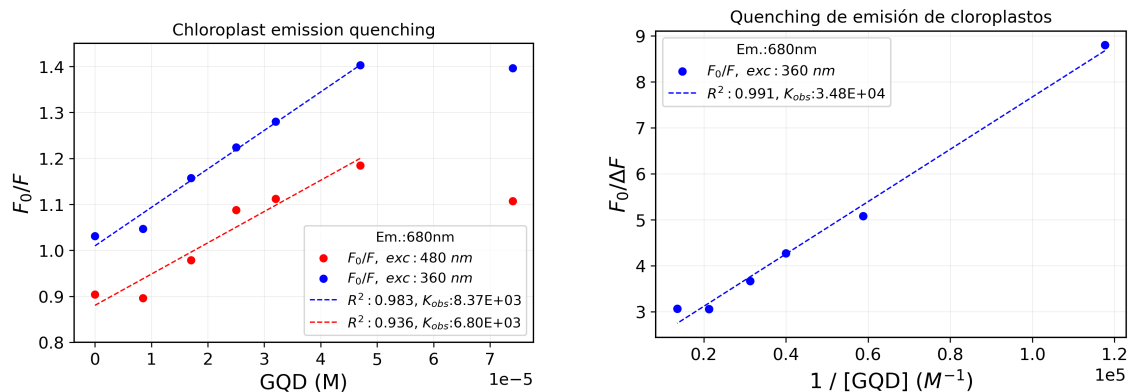 Chloroplast emission quenching
F₀/F
1.4
1.3
1.2
1.1
1.0
0.9
0.8
Em.:680nm
F₀/F, exc: 480 nm
F₀/F, exc: 360 nm
R²: 0.983, K_obs:8.37E+03
R²: 0.936, K_obs:6.80E+03
0 1 2 3 4 5 6 7
1e−5
GQD (M)
Quenching de emisión de cloroplastos
F₀/ΔF
9
8
7
6
5
4
3
Em.:680nm
F₀/F, exc: 360 nm
R²: 0.991, K_obs:3.48E+04
0.2 0.4 0.6 0.8 1.0 1.2
1e5
1 / [GQD] (M⁻¹)